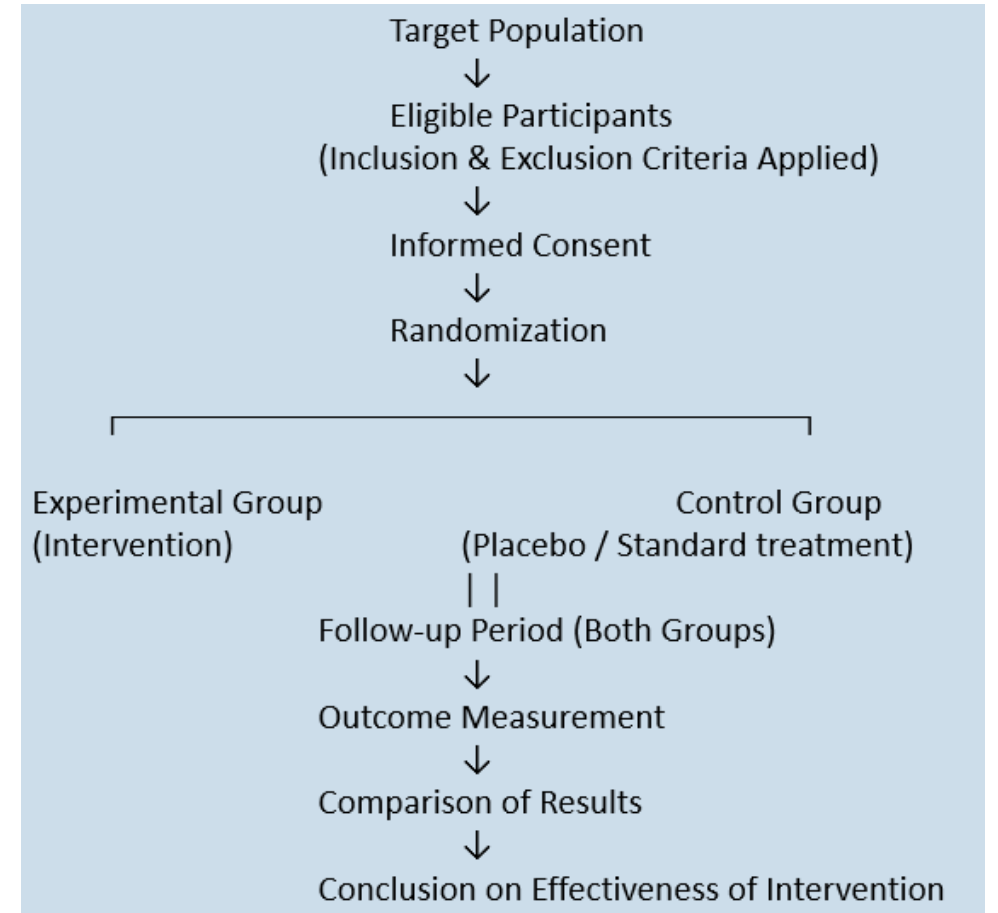 Target Population
↓
Eligible Participants
(Inclusion & Exclusion Criteria Applied)
↓
Informed Consent
↓
Randomization
↓
Experimental Group Control Group
(Intervention) (Placebo / Standard treatment)
| |
Follow-up Period (Both Groups)
↓
Outcome Measurement
↓
Comparison of Results
↓
Conclusion on Effectiveness of Intervention